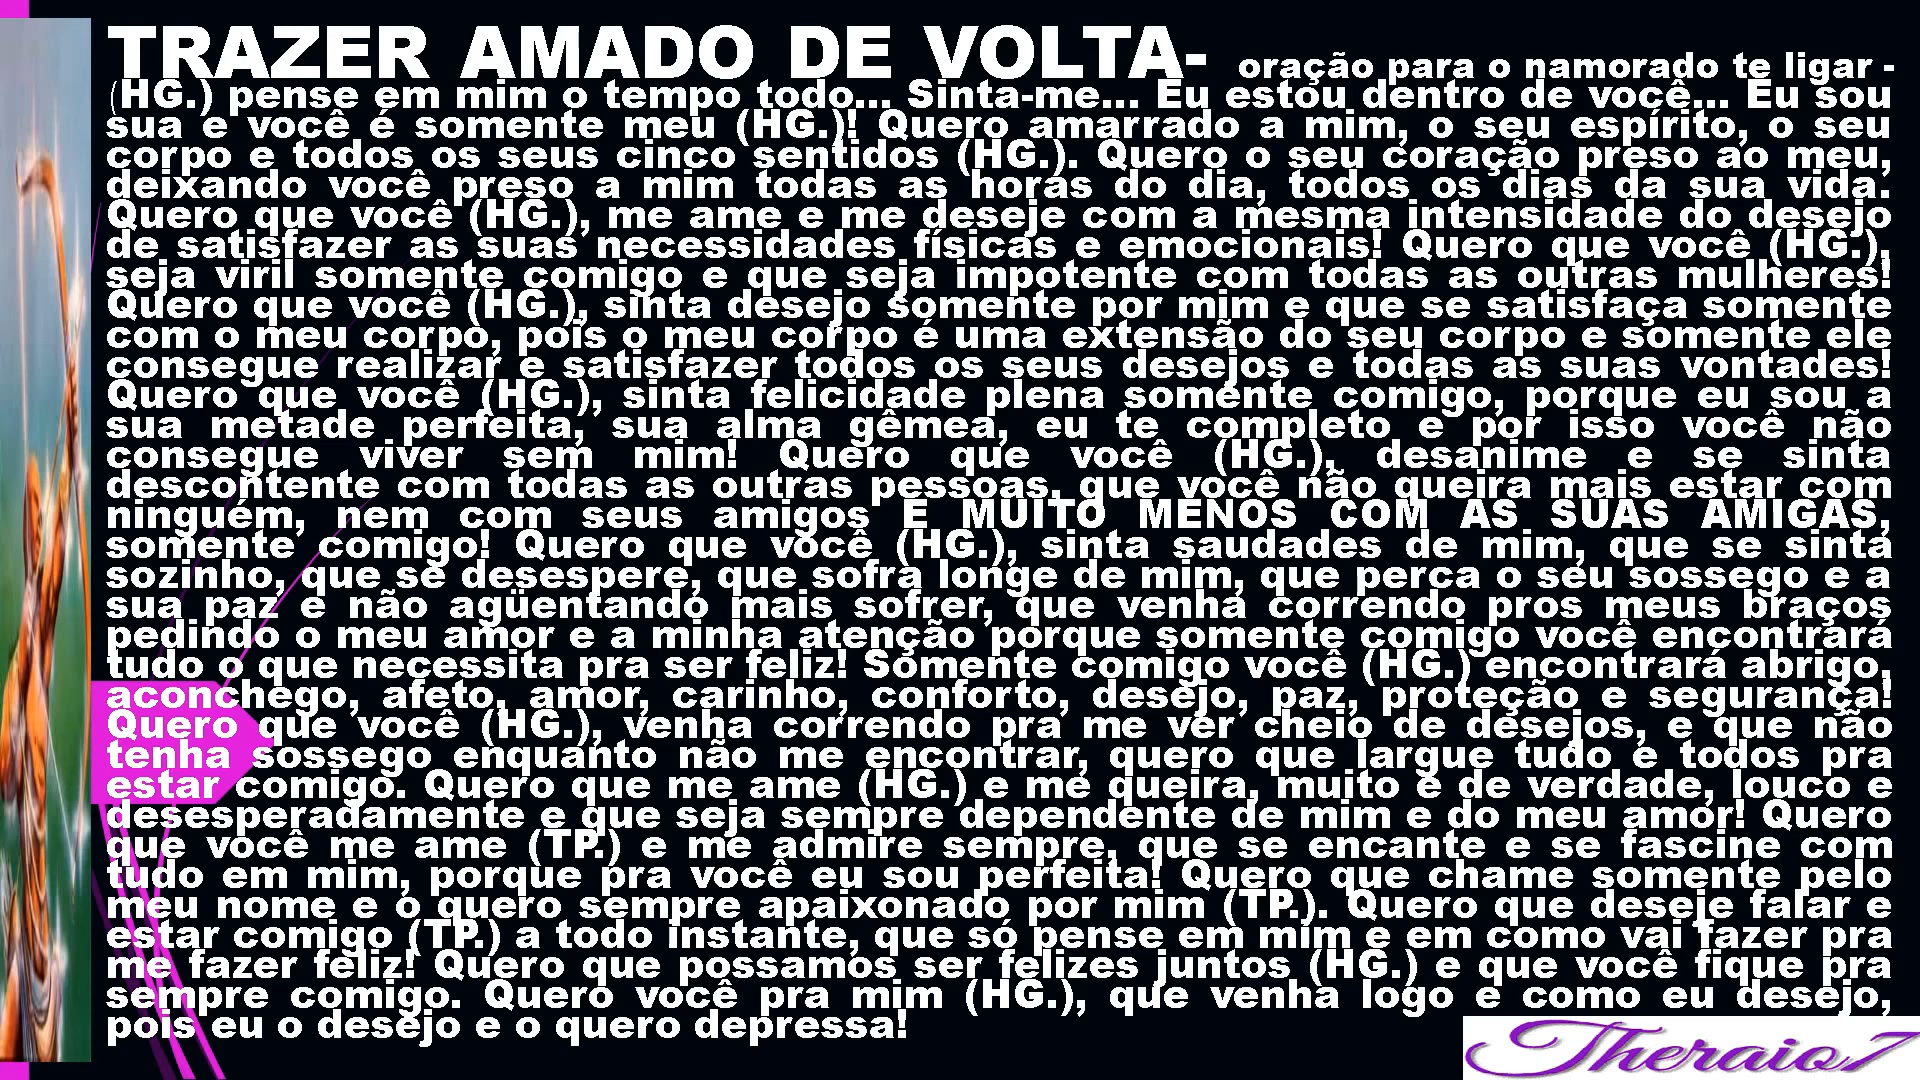 TRAZER AMADO DE VOLTA- oração para o namorado te ligar -
(HG.) pense em mim o tempo todo... Sinta-me... Eu estou dentro de você... Eu sou
sua e você é somente meu (HG.)! Quero amarrado a mim, o seu espírito, o seu
corpo e todos os seus cinco sentidos (HG.). Quero o seu coração preso ao meu,
deixando você preso a mim todas as horas do dia, todos os dias da sua vida.
Quero que você (HG.), me ame e me deseje com a mesma intensidade do desejo
de satisfazer as suas necessidades físicas e emocionais! Quero que você (HG.),
seja viril somente comigo e que seja impotente com todas as outras mulheres!
Quero que você (HG.), sinta desejo somente por mim e que se satisfaça somente
com o meu corpo, pois o meu corpo é uma extensão do seu corpo e somente ele
consegue realizar e satisfazer todos os seus desejos e todas as suas vontades!
Quero que você (HG.), sinta felicidade plena somente comigo, porque eu sou a
sua metade perfeita, sua alma gêmea, eu te completo e por isso você não
consegue viver sem mim! Quero que você (HG.), desanime e se sinta
descontente com todas as outras pessoas, que você não queira mais estar com
ninguém, nem com seus amigos E MUITO MENOS COM AS SUAS AMIGAS,
somente comigo! Quero que você (HG.), sinta saudades de mim, que se sinta
sozinho, que se desespere, que sofra longe de mim, que perca o seu sossego e a
sua paz e não agüentando mais sofrer, que venha correndo pros meus braços
pedindo o meu amor e a minha atenção porque somente comigo você encontrará
tudo o que necessita pra ser feliz! Somente comigo você (HG.) encontrará abrigo,
aconchego, afeto, amor, carinho, conforto, desejo, paz, proteção e segurança!
Quero que você (HG.), venha correndo pra me ver cheio de desejos, e que não
tenha sossego enquanto não me encontrar, quero que largue tudo e todos pra
estar comigo. Quero que me ame (HG.) e me queira, muito e de verdade, louco e
desesperadamente e que seja sempre dependente de mim e do meu amor! Quero
que você me ame (TP.) e me admire sempre, que se encante e se fascine com
tudo em mim, porque pra você eu sou perfeita! Quero que chame somente pelo
meu nome e o quero sempre apaixonado por mim (TP.). Quero que deseje falar e
estar comigo (TP.) a todo instante, que só pense em mim e em como vai fazer pra
me fazer feliz! Quero que possamos ser felizes juntos (HG.) e que você fique pra
sempre comigo. Quero você pra mim (HG.), que venha logo e como eu desejo,
pois eu o desejo e o quero depressa!
Theraio7